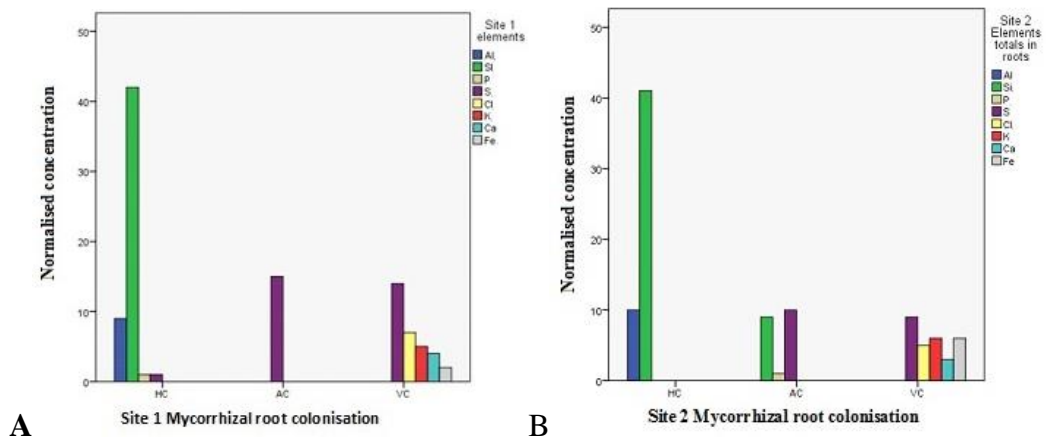 Site 1
elements
Al
Si
P
S
Cl
K
Ca
Fe
Normalised concentration
50
40
30
20
10
0
HC AC VC
Site 1 Mycorrhizal root colonisation
A
Site 2
Elements
totals in
roots
Al
Si
P
S
Cl
K
Ca
Fe
Normalised concentration
50
40
30
20
10
0
HC AC VC
Site 2 Mycorrhizal root colonisation
B